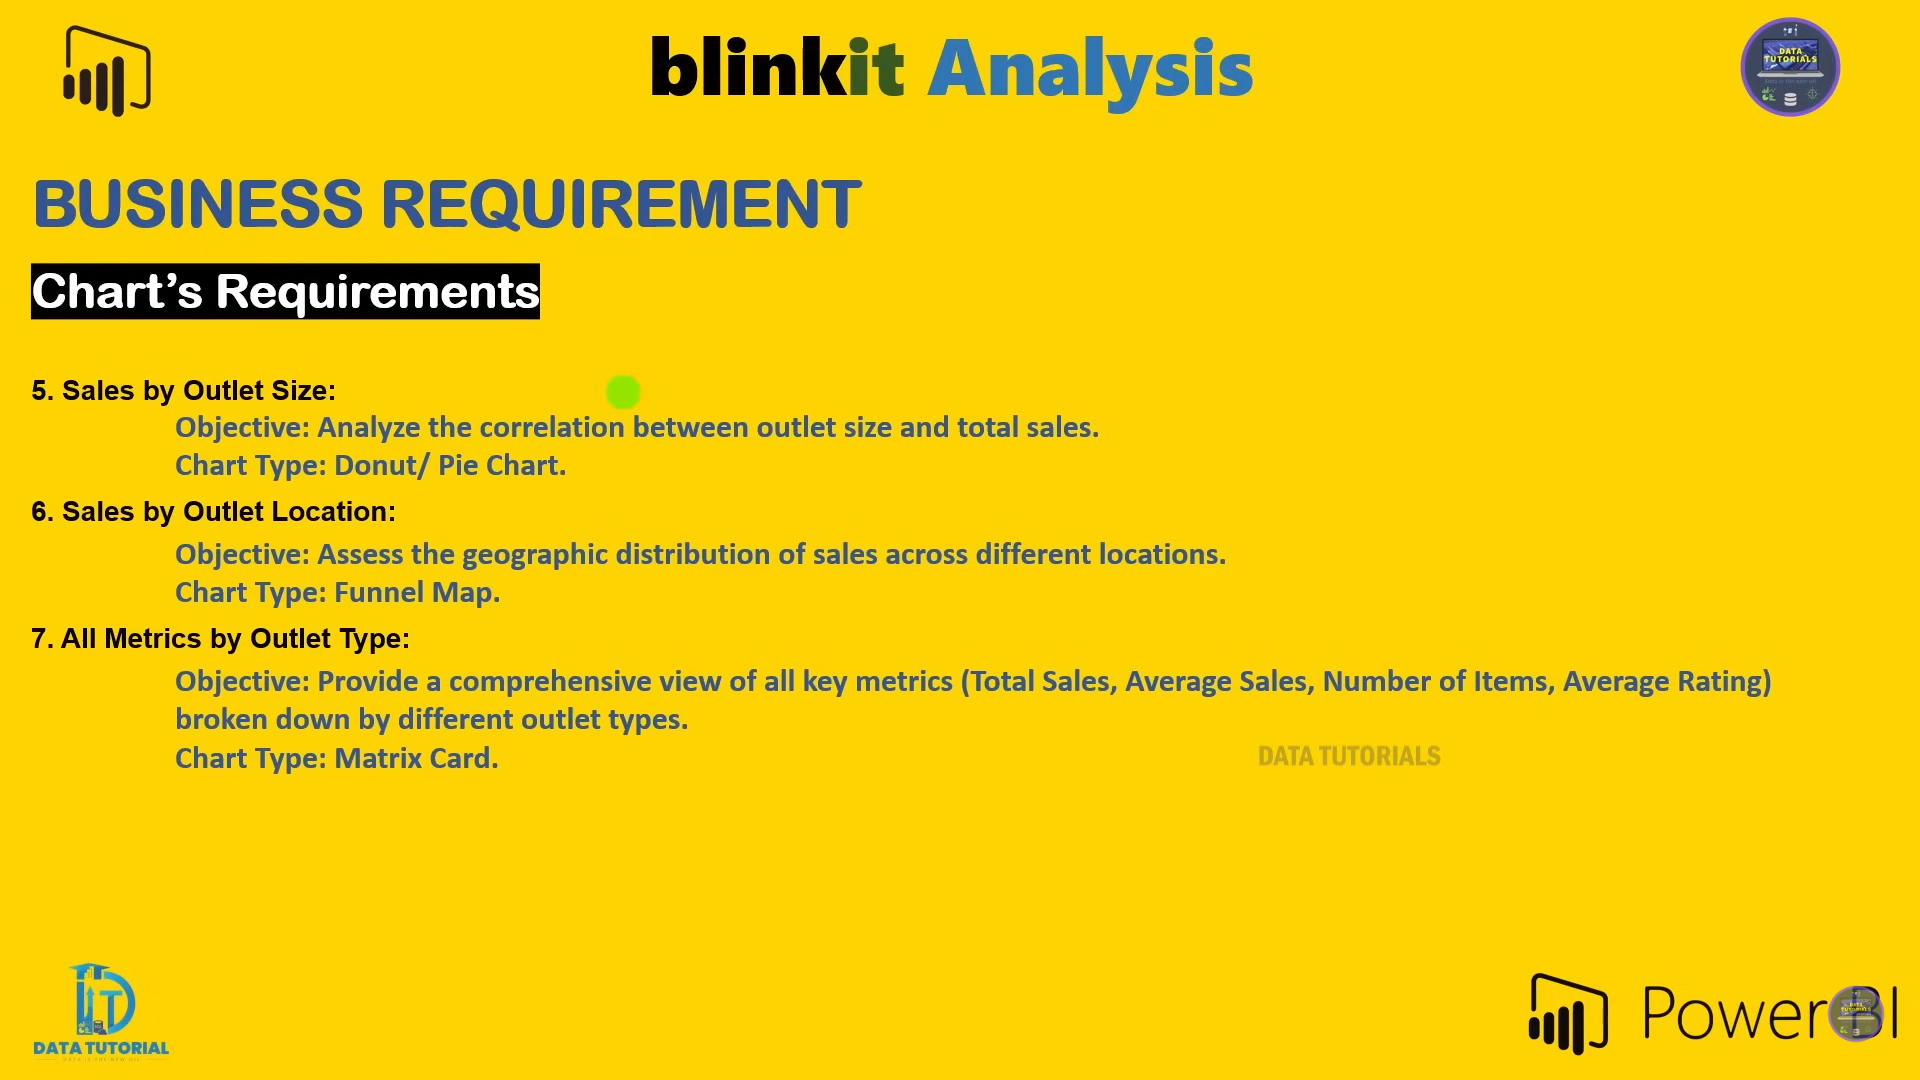 blinkit Analysis
DATA
TUTORIALS
BUSINESS REQUIREMENT
Chart’s Requirements
5. Sales by Outlet Size:
Objective: Analyze the correlation between outlet size and total sales.
Chart Type: Donut/ Pie Chart.
6. Sales by Outlet Location:
Objective: Assess the geographic distribution of sales across different locations.
Chart Type: Funnel Map.
7. All Metrics by Outlet Type:
Objective: Provide a comprehensive view of all key metrics (Total Sales, Average Sales, Number of Items, Average Rating)
broken down by different outlet types.
Chart Type: Matrix Card.
DATA TUTORIALS
DATA TUTORIAL
Power BI